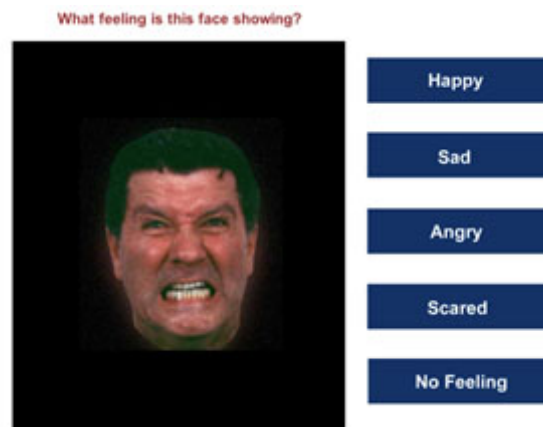 What feeling is this face showing?
Happy
Sad
Angry
Scared
No Feeling